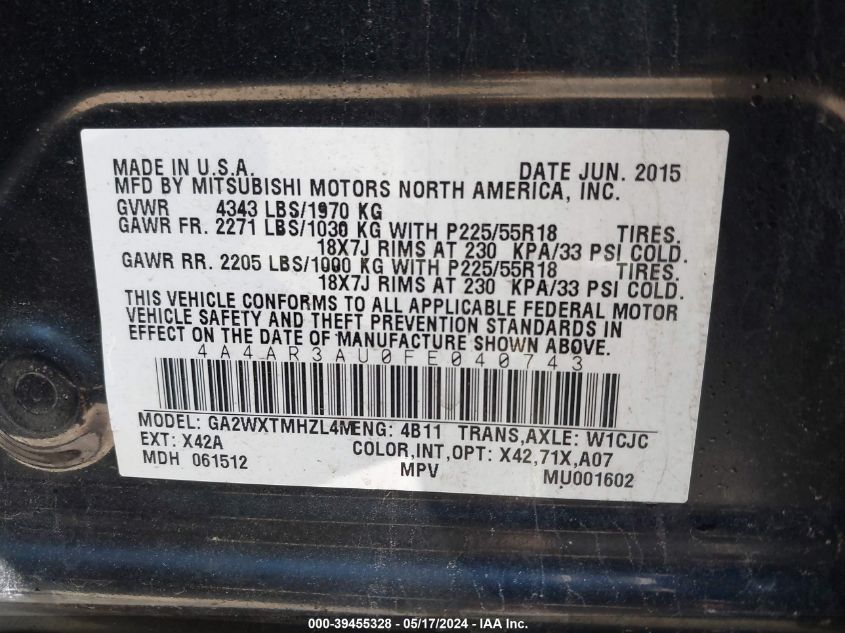 MADE IN U.S.A. DATE JUN. 2015
MFD BY MITSUBISHI MOTORS NORTH AMERICA, INC.
GVWR 4343 LBS/1970 KG
GAWR FR. 2271 LBS/1030 KG WITH P225/55R18 TIRES.
18X7J RIMS AT 230 KPA/33 PSI COLD.
GAWR RR. 2205 LBS/1000 KG WITH P225/55R18 TIRES.
18X7J RIMS AT 230 KPA/33 PSI COLD.
THIS VEHICLE CONFORMS TO ALL APPLICABLE FEDERAL MOTOR
VEHICLE SAFETY AND THEFT PREVENTION STANDARDS IN
EFFECT ON THE DATE OF MANUFACTURE SHOWN ABOVE.
4A4AR3AU0FE040743
MODEL: GA2WXTMHZL4M ENG: 4B11 TRANS,AXLE: W1CJC
EXT: X42A COLOR,INT,OPT: X42,71X,A07
MDH 061512 MPV MU001602
000-39455328 - 05/17/2024 - IAAI.com